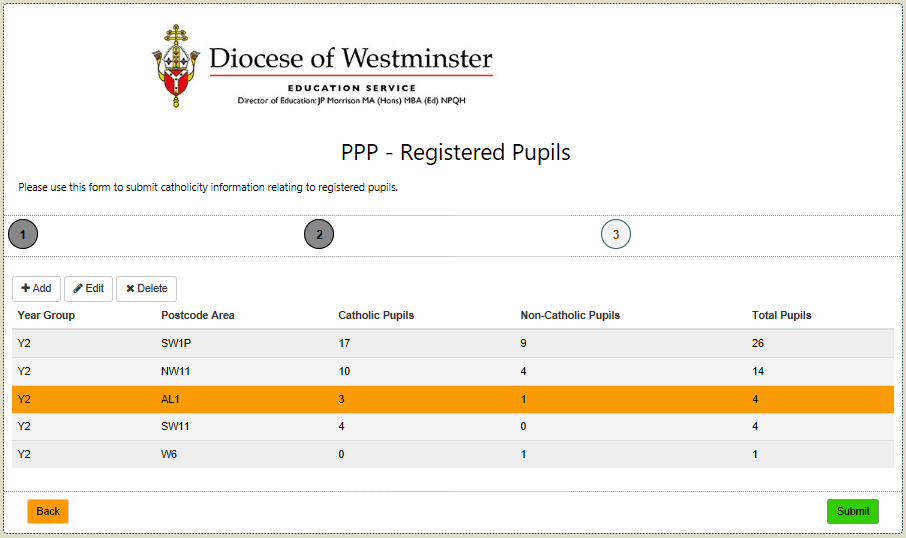 Diocese of Westminster
EDUCATION SERVICE
Director of Education: JP Morrison MA (Hons) MBA (Ed) NPQH
PPP - Registered Pupils
Please use this form to submit catholicity information relating to registered pupils.
1 2 3
Add Edit Delete
Year Group Postcode Area Catholic Pupils Non-Catholic Pupils Total Pupils
Y2 SW1P 17 9 26
Y2 NW11 10 4 14
Y2 AL1 3 1 4
Y2 SW11 4 0 4
Y2 W6 0 1 1
Back Submit